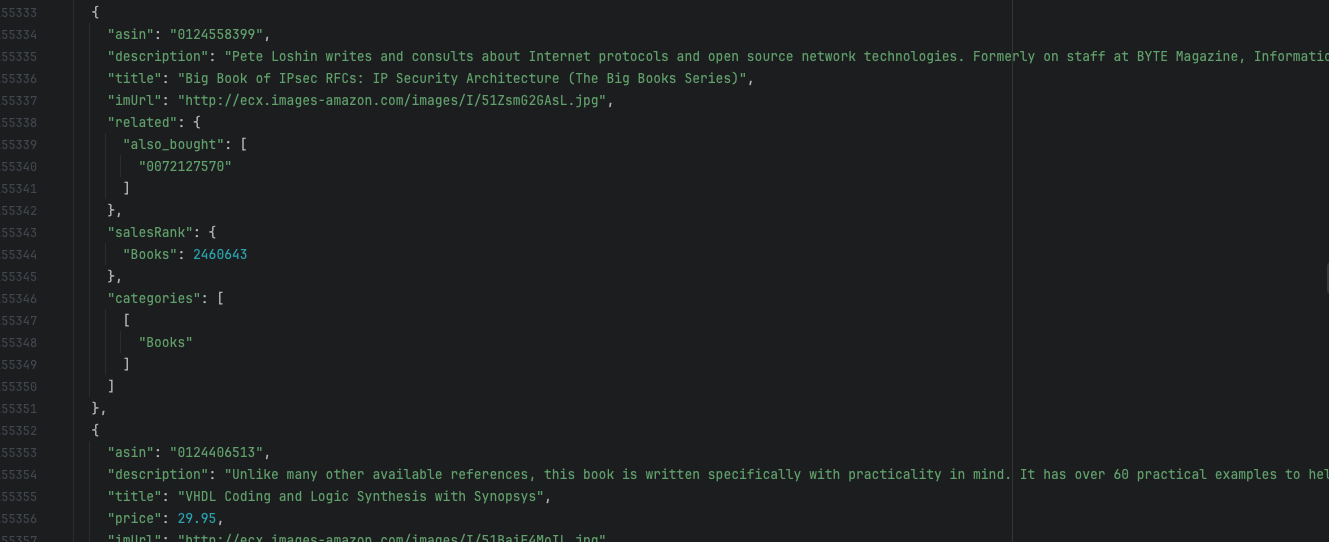 55333 {
55334 "asin": "0124558399",
55335 "description": "Pete Loshin writes and consults about Internet protocols and open source network technologies. Formerly on staff at BYTE Magazine, Informatio
55336 "title": "Big Book of IPsec RFCs: IP Security Architecture (The Big Books Series)",
55337 "imUrl": "http://ecx.images-amazon.com/images/I/51ZsmG2GAsL.jpg",
55338 "related": {
55339 "also_bought": [
55340 "0072127570"
55341 ]
55342 },
55343 "salesRank": {
55344 "Books": 2460643
55345 },
55346 "categories": [
55347 [
55348 "Books"
55349 ]
55350 ]
55351 },
55352 {
55353 "asin": "0124406513",
55354 "description": "Unlike many other available references, this book is written specifically with practicality in mind. It has over 60 practical examples to hel
55355 "title": "VHDL Coding and Logic Synthesis with Synopsys",
55356 "price": 29.95,
55357 "imUrl": "http://ecx.images-amazon.com/images/I/